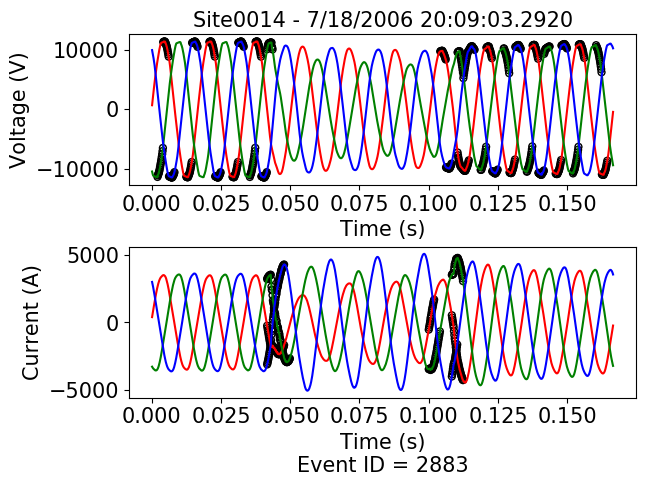 Site0014 - 7/18/2006 20:09:03.2920
Voltage (V)
10000
0
−10000
0.000 0.025 0.050 0.075 0.100 0.125 0.150
Time (s)
Current (A)
5000
0
−5000
0.000 0.025 0.050 0.075 0.100 0.125 0.150
Time (s)
Event ID = 2883